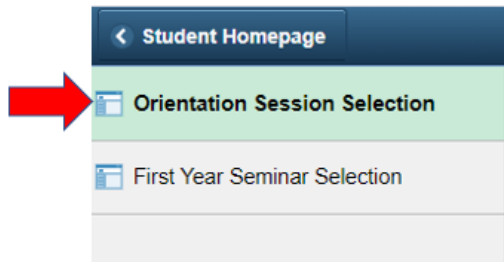 Student Homepage
Orientation Session Selection
First Year Seminar Selection